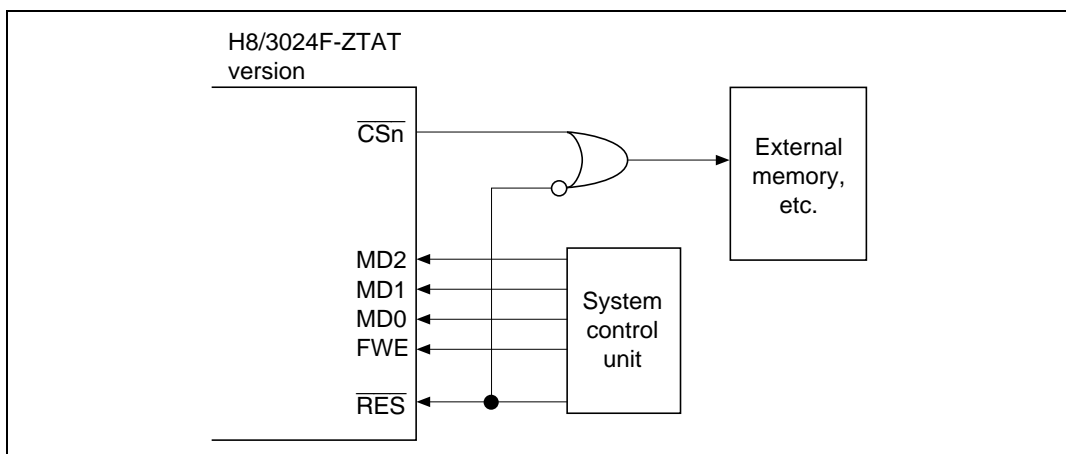 H8/3024F-ZTAT
version
CSn
External
memory,
etc.
MD2
MD1
MD0
FWE
RES
System
control
unit